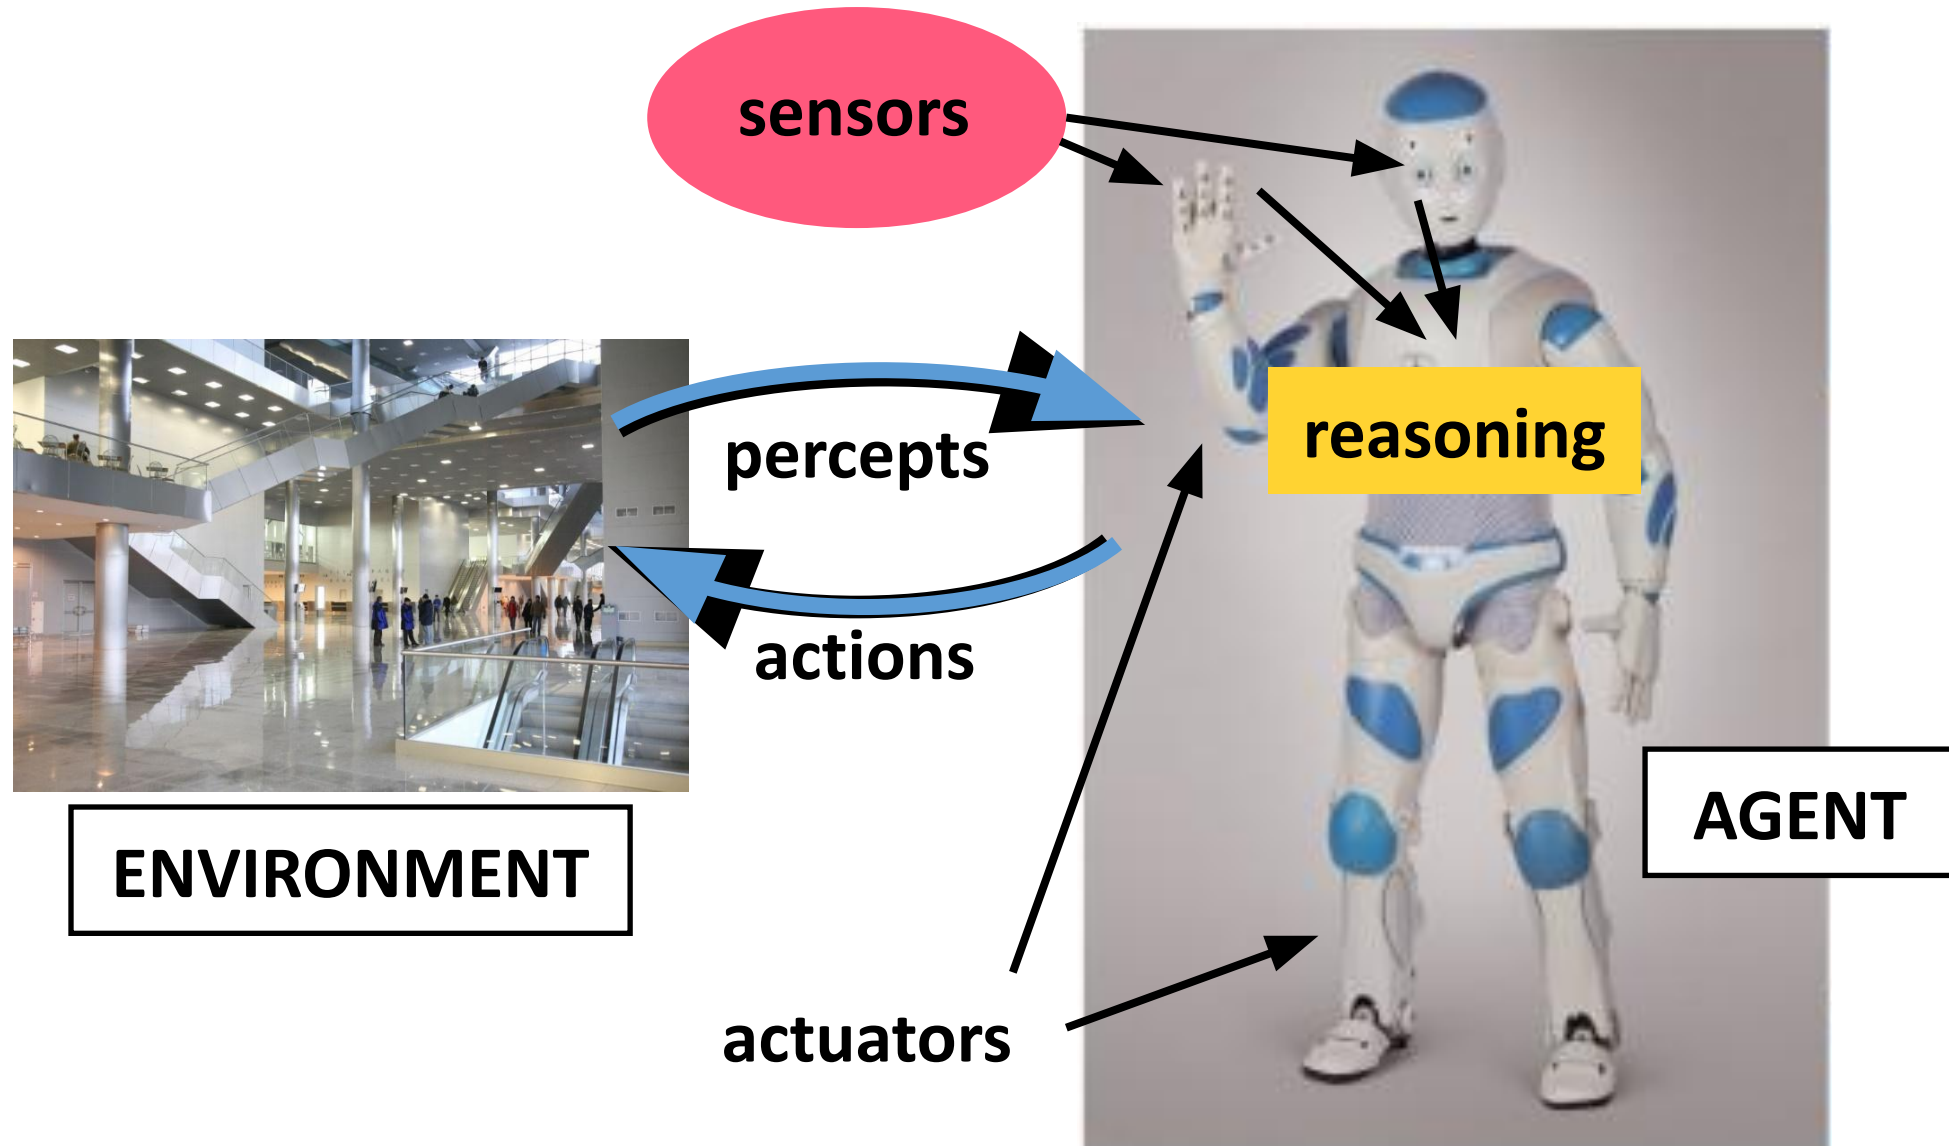 sensors
percepts
reasoning
actions
AGENT
ENVIRONMENT
actuators